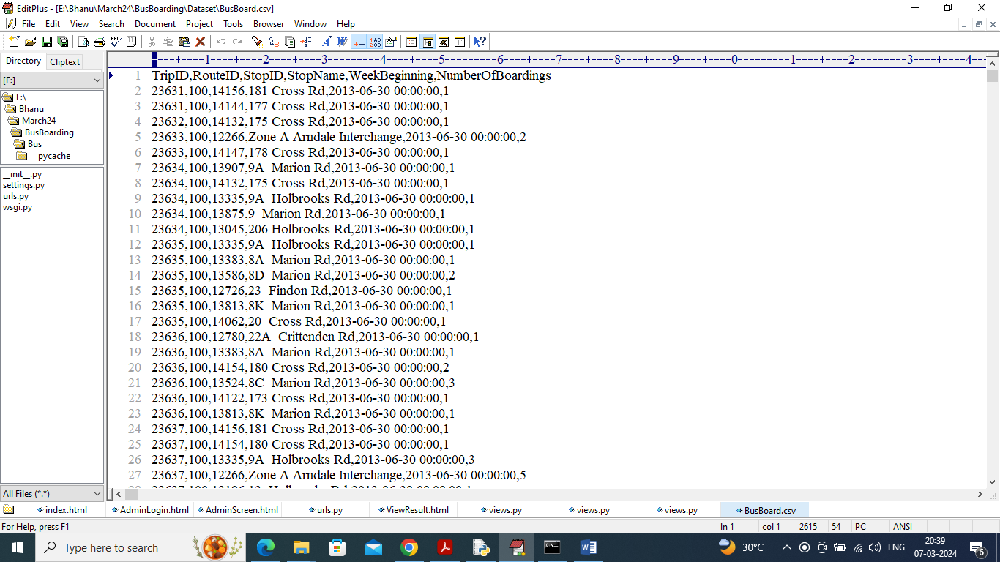 EditPlus - [E:\Bhanu\March24\BusBoarding\Dataset\BusBoard.csv]
File Edit View Search Document Project Tools Browser Window Help
Directory Cliptext
[E:]
E:\
Bhanu
March24
BusBoarding
Bus
__pycache__
__init__.py
settings.py
urls.py
wsgi.py
All Files (*.*)
----+----1----+----2----+----3----+----4----+----5----+----6----+----7----+----8----+----9----+----0----+----1----+----2----+----3----+----4--
1 TripID,RouteID,StopID,StopName,WeekBeginning,NumberOfBoardings
2 23631,100,14156,181 Cross Rd,2013-06-30 00:00:00,1
3 23631,100,14144,177 Cross Rd,2013-06-30 00:00:00,1
4 23632,100,14132,175 Cross Rd,2013-06-30 00:00:00,1
5 23633,100,12266,Zone A Arndale Interchange,2013-06-30 00:00:00,2
6 23633,100,14147,178 Cross Rd,2013-06-30 00:00:00,1
7 23634,100,13907,9A  Marion Rd,2013-06-30 00:00:00,1
8 23634,100,14132,175 Cross Rd,2013-06-30 00:00:00,1
9 23634,100,13335,9A  Holbrooks Rd,2013-06-30 00:00:00,1
10 23634,100,13875,9  Marion Rd,2013-06-30 00:00:00,1
11 23634,100,13045,206 Holbrooks Rd,2013-06-30 00:00:00,1
12 23635,100,13335,9A  Holbrooks Rd,2013-06-30 00:00:00,1
13 23635,100,13383,8A  Marion Rd,2013-06-30 00:00:00,1
14 23635,100,13586,8D  Marion Rd,2013-06-30 00:00:00,2
15 23635,100,12726,23  Findon Rd,2013-06-30 00:00:00,1
16 23635,100,13813,8K  Marion Rd,2013-06-30 00:00:00,1
17 23635,100,14062,20  Cross Rd,2013-06-30 00:00:00,1
18 23636,100,12780,22A  Crittenden Rd,2013-06-30 00:00:00,1
19 23636,100,13383,8A  Marion Rd,2013-06-30 00:00:00,1
20 23636,100,14154,180 Cross Rd,2013-06-30 00:00:00,2
21 23636,100,13524,8C  Marion Rd,2013-06-30 00:00:00,3
22 23636,100,14122,173 Cross Rd,2013-06-30 00:00:00,1
23 23636,100,13813,8K  Marion Rd,2013-06-30 00:00:00,1
24 23637,100,14156,181 Cross Rd,2013-06-30 00:00:00,1
25 23637,100,14154,180 Cross Rd,2013-06-30 00:00:00,1
26 23637,100,13335,9A  Holbrooks Rd,2013-06-30 00:00:00,3
27 23637,100,12266,Zone A Arndale Interchange,2013-06-30 00:00:00,5
index.html AdminLogin.html AdminScreen.html urls.py ViewResult.html views.py views.py views.py BusBoard.csv
For Help, press F1 ln 1 col 1 2615 54 PC ANSI
Type here to search 30°C ENG 20:39
07-03-2024 6